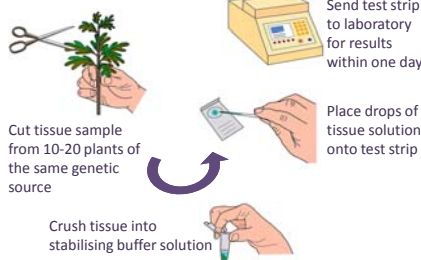 Cut tissue sample
from 10-20 plants of
the same genetic
source
Crush tissue into
stabilising buffer solution
Place drops of
tissue solution
onto test strip
Send test strip
to laboratory
for results
within one day